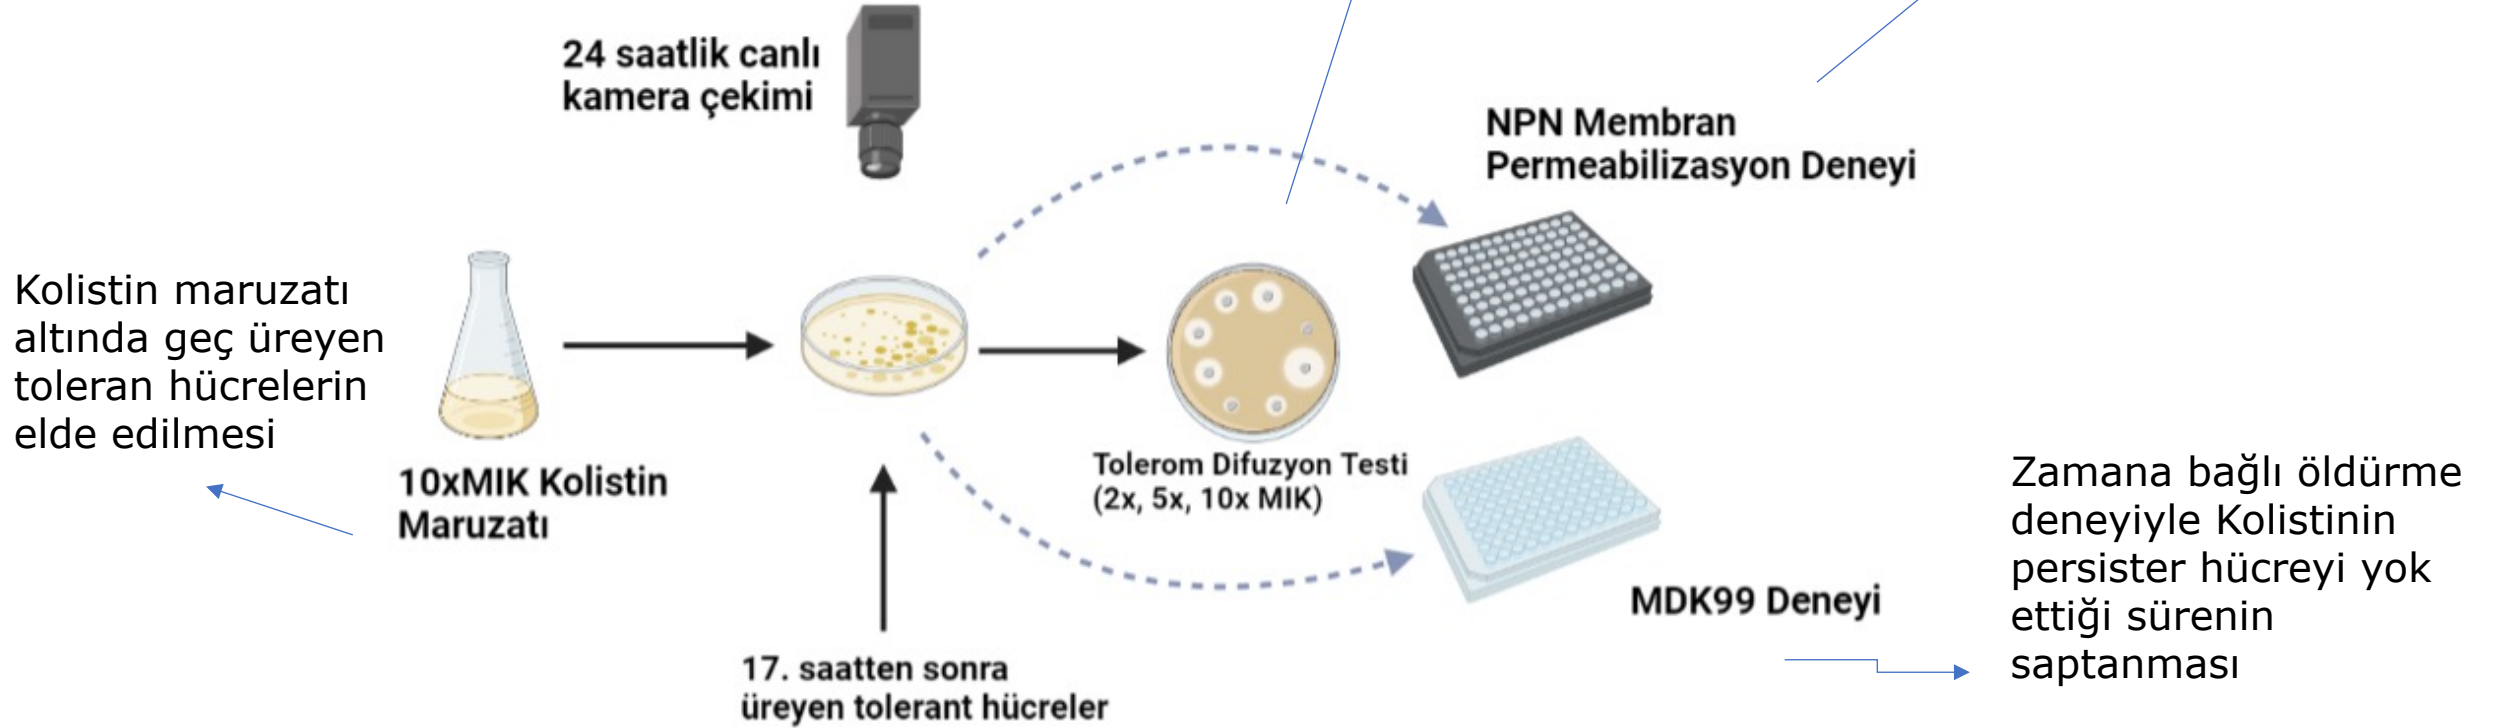 24 saatlik canlı
kamera çekimi
NPN Membran
Permeabilizasyon Deneyi
Kolistin maruzatı
altında geç üreyen
toleran hücrelerin
elde edilmesi
10xMIK Kolistin
Maruzatı
Tolerom Difuzyon Testi
(2x, 5x, 10x MIK)
17. saatten sonra
üreyen tolerant hücreler
MDK99 Deneyi
Zamana bağlı öldürme
deneyiyle Kolistinin
persister hücreyi yok
ettiği sürenin
saptanması